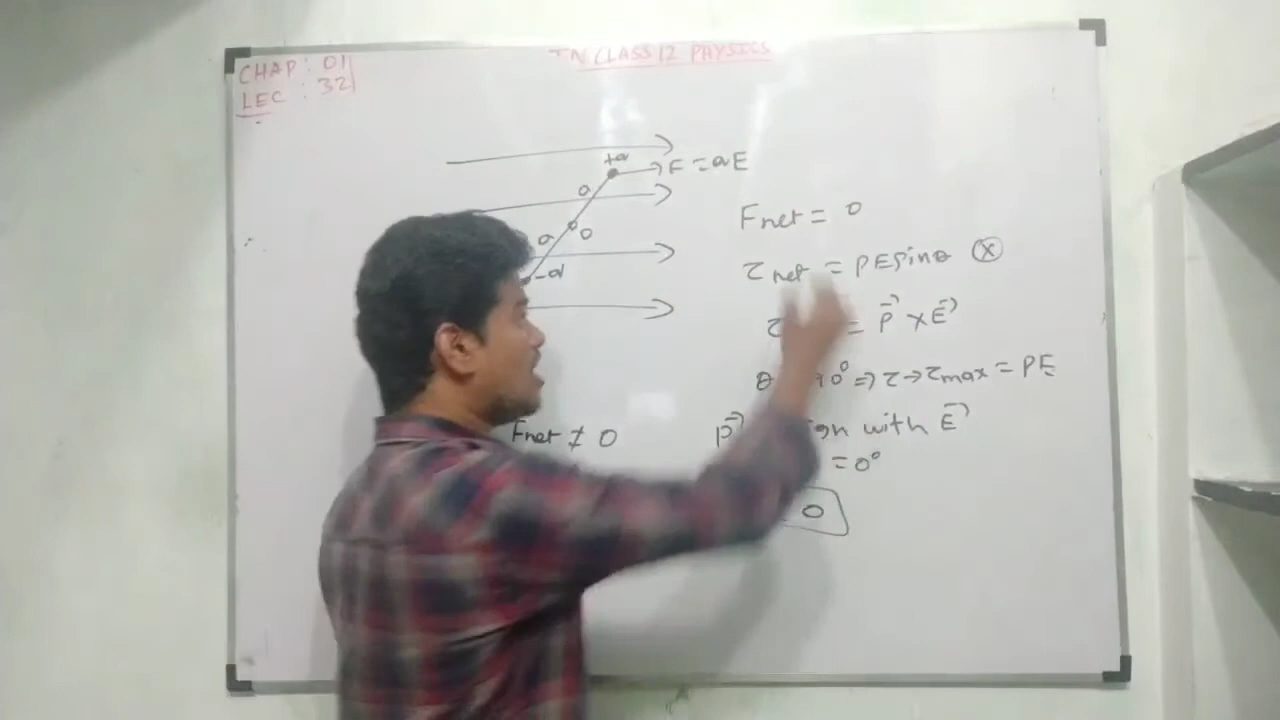 CHAP : 01
LEC : 32
TN CLASS 12 PHYSICS
+q
F = qE
a
o
a
-q
Fnet = 0
τnet = PEsinθ ⊗
τ = P⃗ × E⃗
θ 90° ⇒ τ → τmax = PE
P⃗ with E⃗
= 0°
0
Fnet ≠ 0